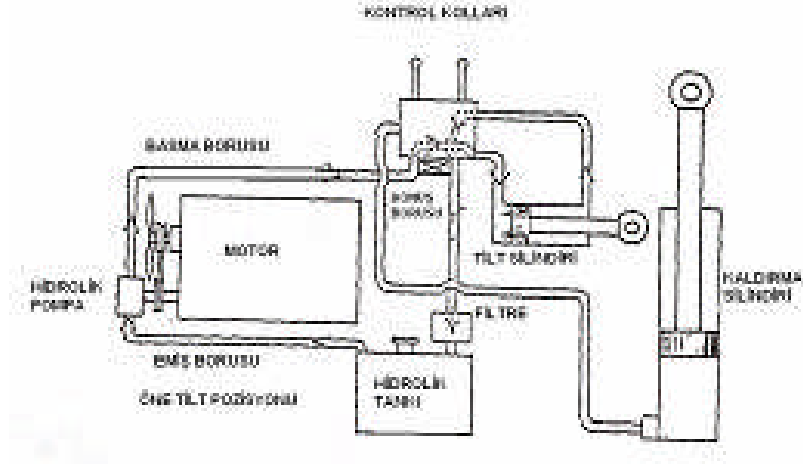 KONTROL KOLLARI
BASMA BORUSU
DÖNÜŞ
BORUSU
MOTOR
TİLT SİLİNDİRİ
HİDROLİK
POMPA
KALDIRMA
SİLİNDİRİ
FİLTRE
EMİŞ BORUSU
HİDROLİK
TANKI
ÖNE TİLT POZİSYONU